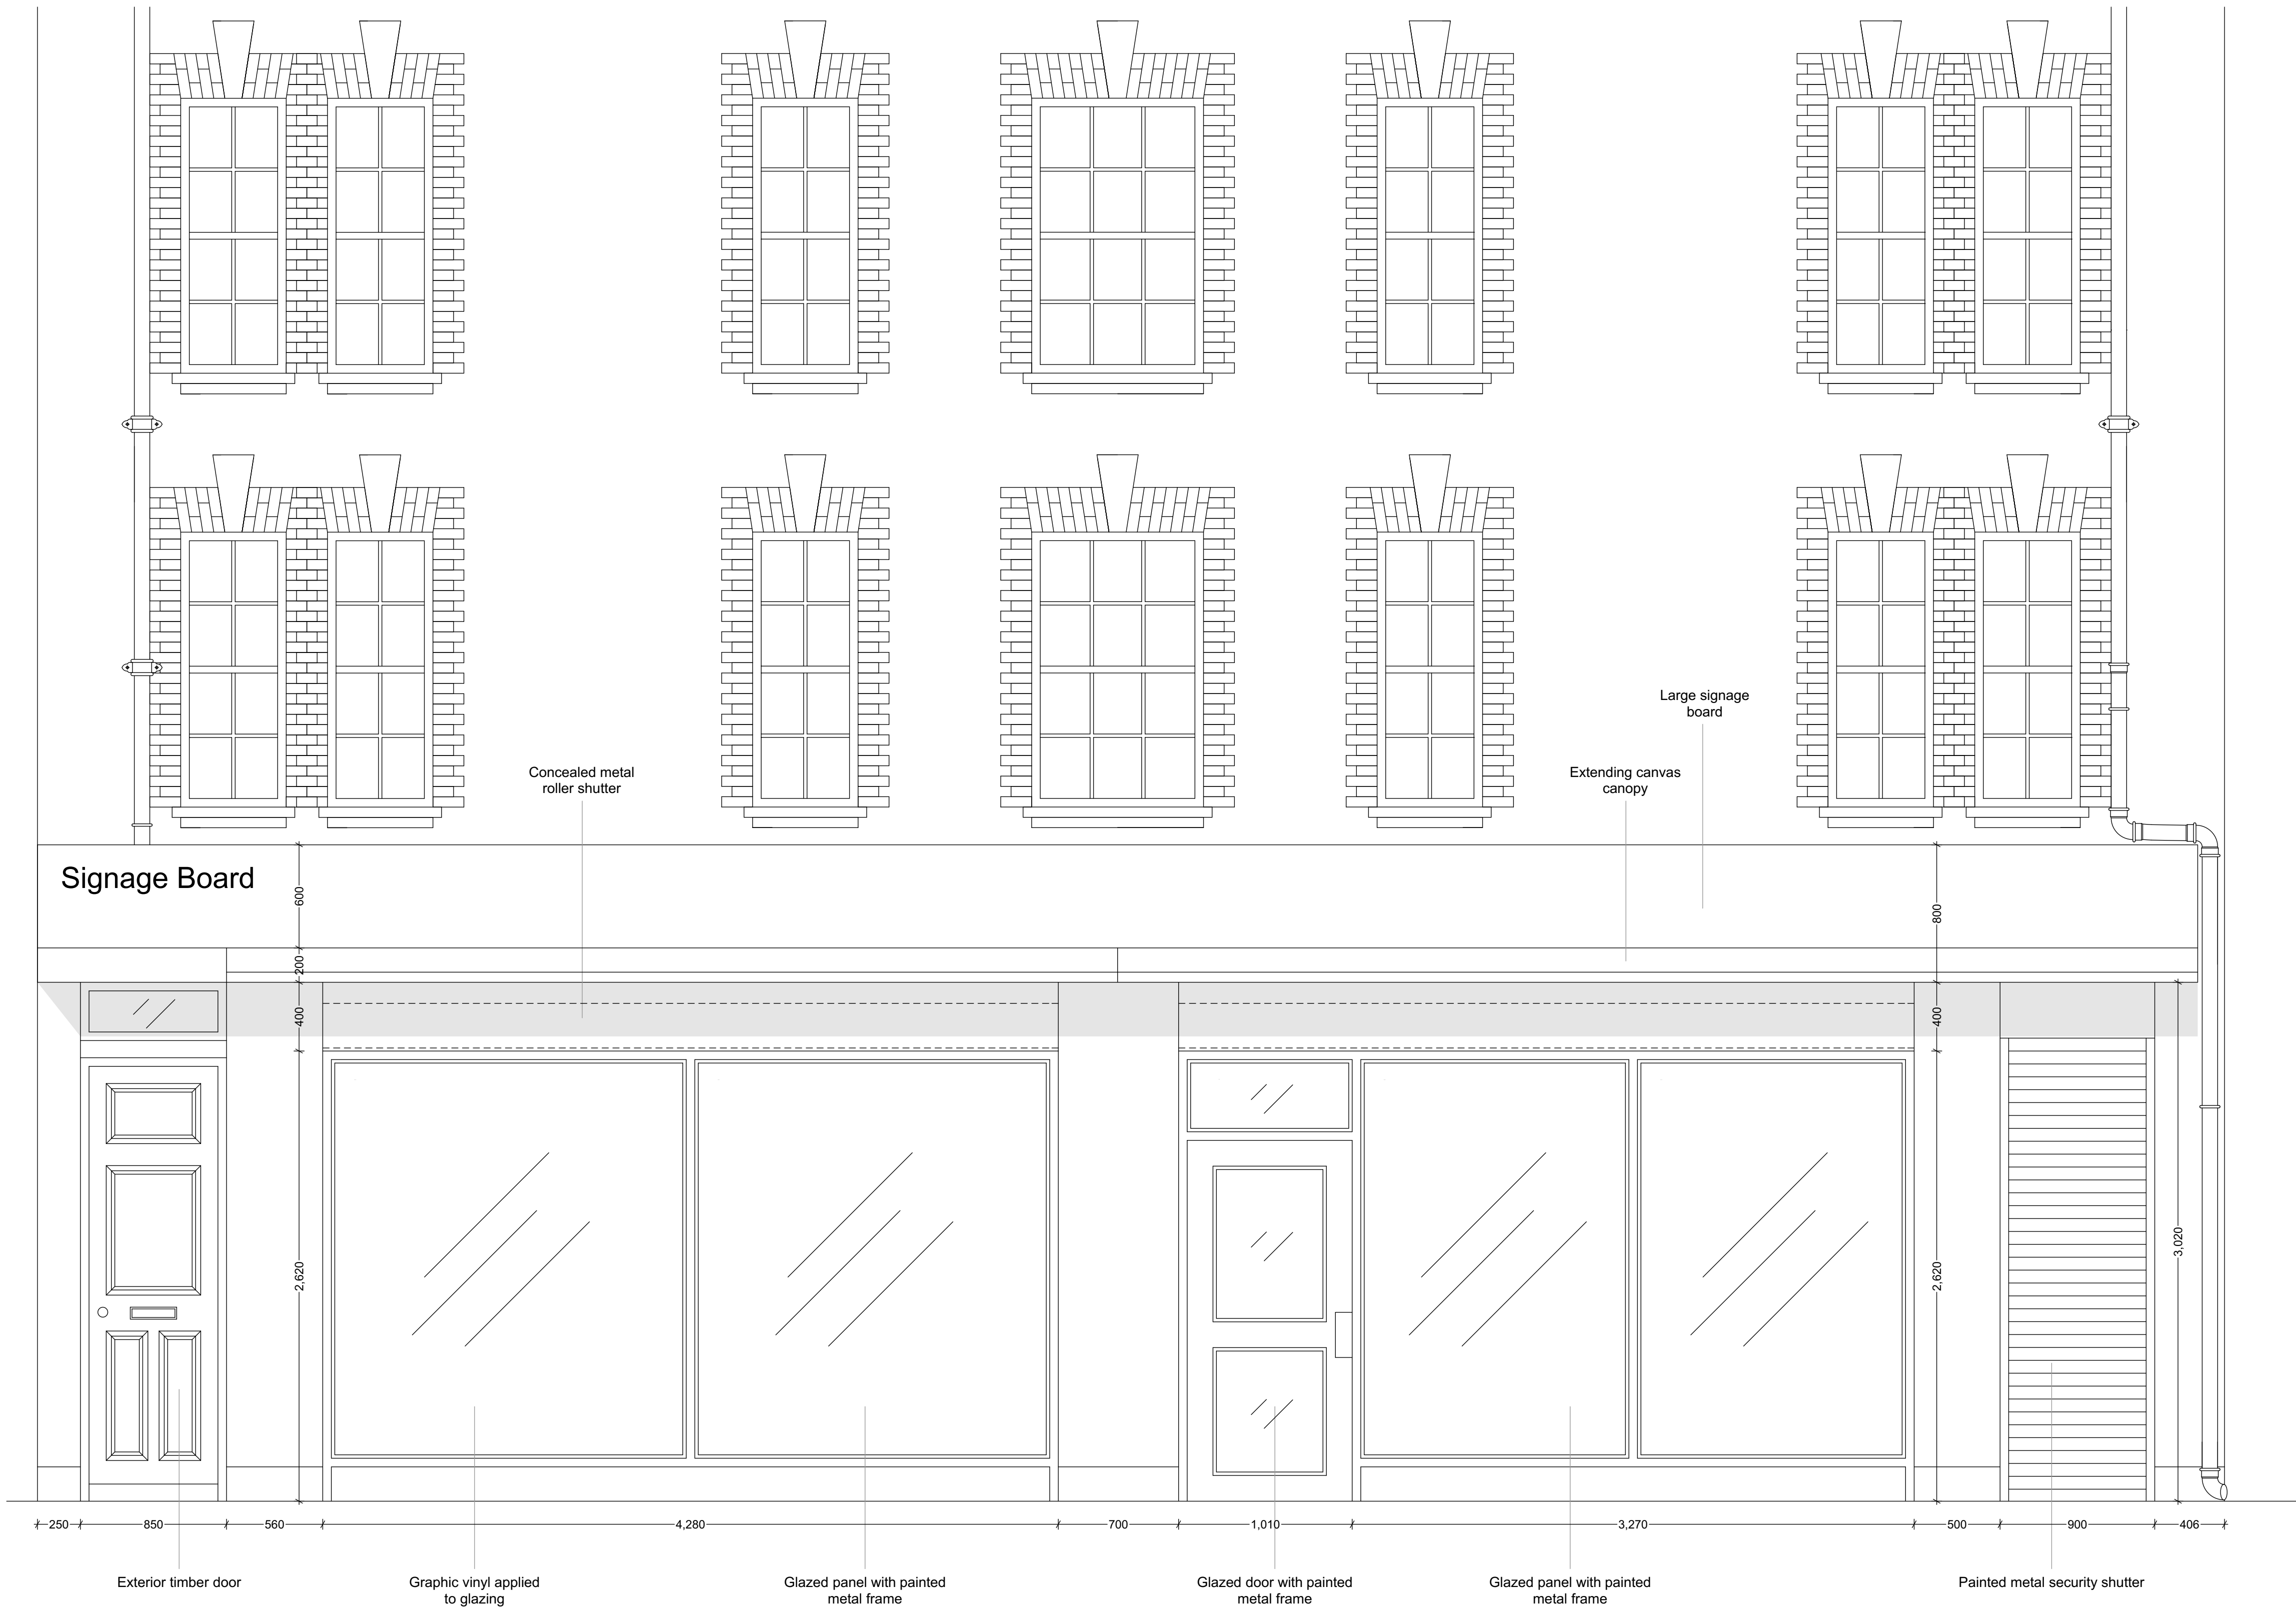 Large signage
board
Concealed metal
roller shutter
Extending canvas
canopy
Signage Board
600
800
200
400
400
2,620
2,620
3,020
250
850
560
4,280
700
1,010
3,270
500
900
406
Exterior timber door
Graphic vinyl applied
to glazing
Glazed panel with painted
metal frame
Glazed door with painted
metal frame
Glazed panel with painted
metal frame
Painted metal security shutter